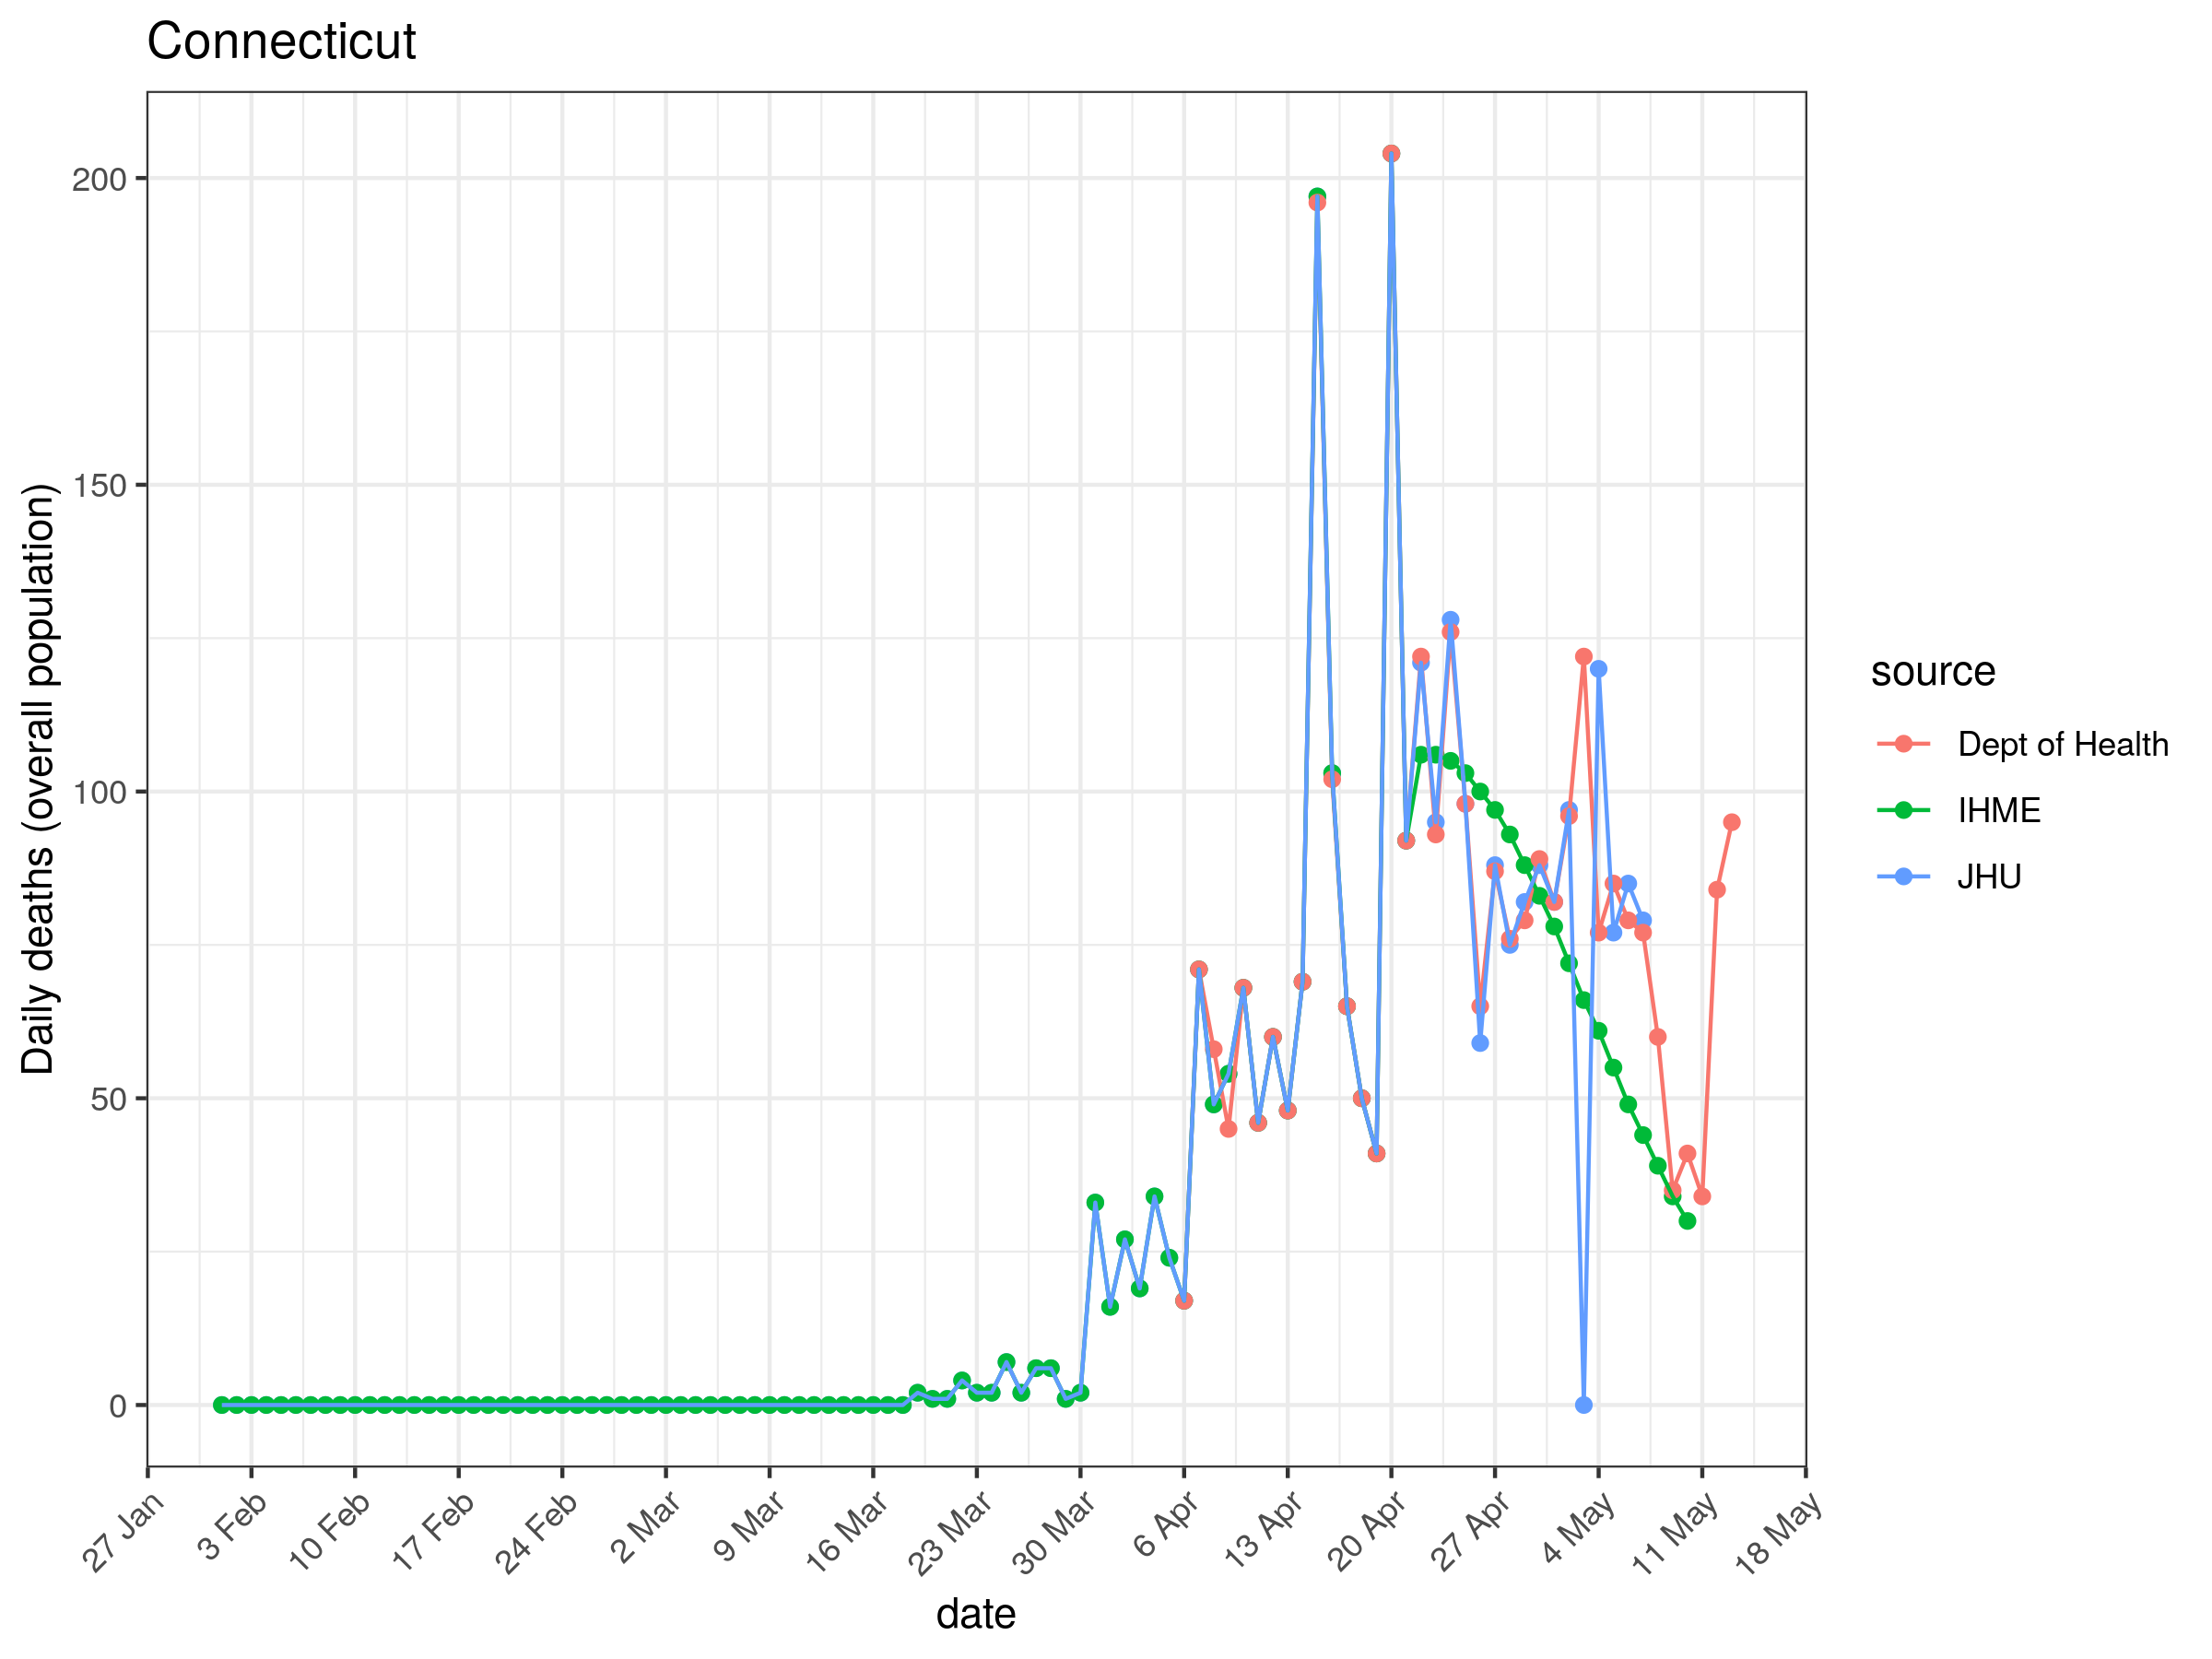 Connecticut
Daily deaths (overall population)
200
150
100
50
0
27 Jan
3 Feb
10 Feb
17 Feb
24 Feb
2 Mar
9 Mar
16 Mar
23 Mar
30 Mar
6 Apr
13 Apr
20 Apr
27 Apr
4 May
11 May
18 May
date
source
Dept of Health
IHME
JHU